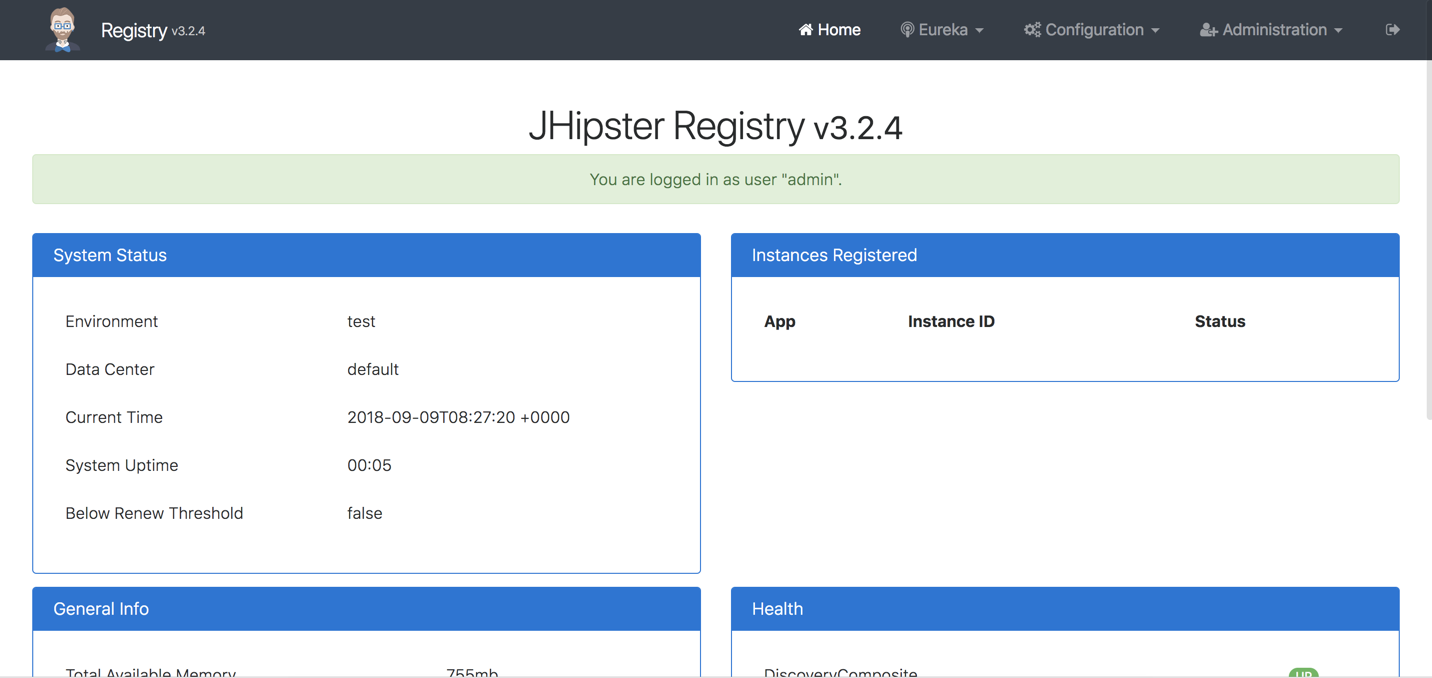 Registry v3.2.4
Home
Eureka
Configuration
Administration
JHipster Registry v3.2.4
You are logged in as user "admin".
System Status
Environment test
Data Center default
Current Time 2018-09-09T08:27:20 +0000
System Uptime 00:05
Below Renew Threshold false
Instances Registered
App Instance ID Status
General Info
Total Available Memory 755mb
Health
DiscoveryComposite UP